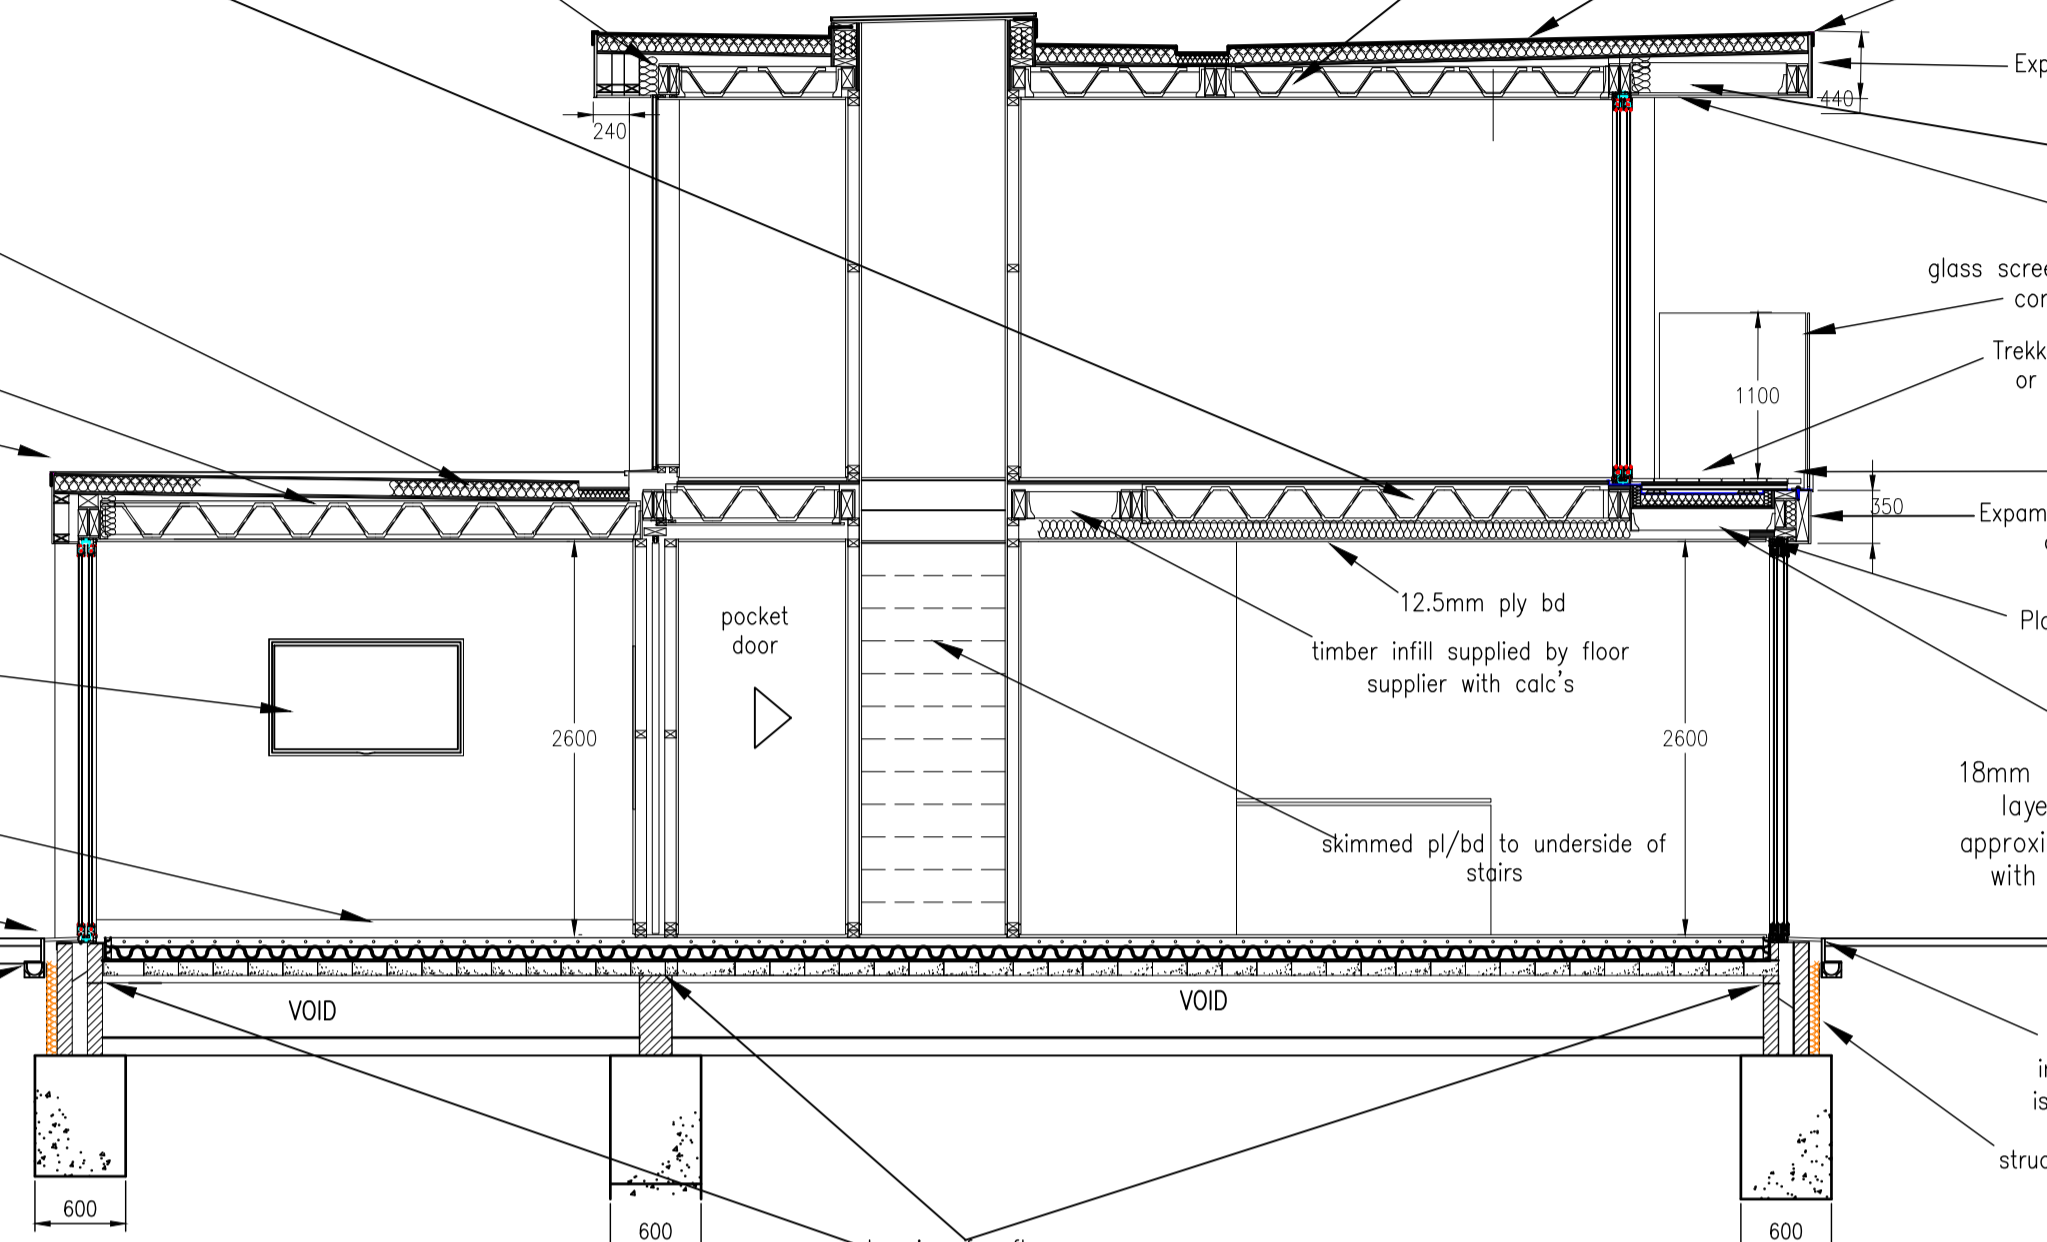 Exp
440
240
glass scree
cor
Trekk
or
1100
350
Expam
12.5mm ply bd
timber infill supplied by floor
supplier with calc's
pocket
door
2600
2600
Pla
18mm
laye
approxi
with
skimmed pl/bd to underside of
stairs
VOID
VOID
is
struc
600
600
600